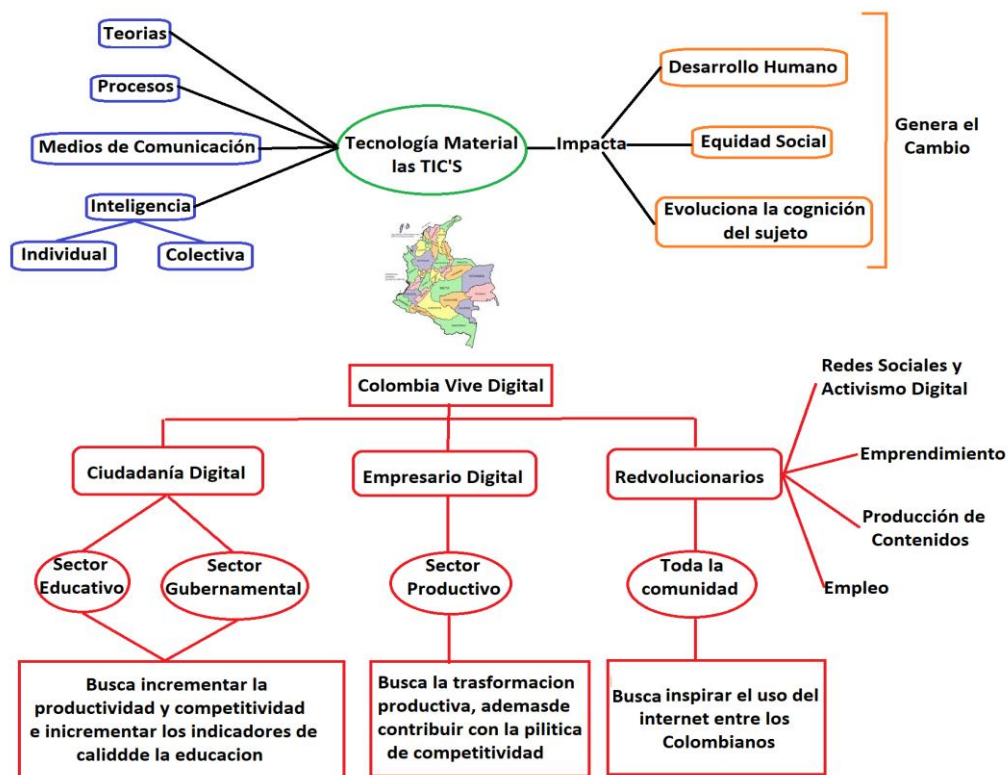 Teorias
Procesos
Medios de Comunicación
Inteligencia
Individual
Colectiva
Tecnología Material
las TIC'S
Impacta
Desarrollo Humano
Equidad Social
Evoluciona la cognición
del sujeto
Genera el
Cambio
Colombia Vive Digital
Ciudadanía Digital
Empresario Digital
Redvolucionarios
Redes Sociales y
Activismo Digital
Emprendimiento
Producción de
Contenidos
Empleo
Sector
Educativo
Sector
Gubernamental
Sector
Productivo
Toda la
comunidad
Busca incrementar la
productividad y competitividad
e inicrementar los indicadores de
caliddde la educacion
Busca la trasformacion
productiva, ademasde
contribuir con la pilitica
de competitividad
Busca inspirar el uso del
internet entre los
Colombianos